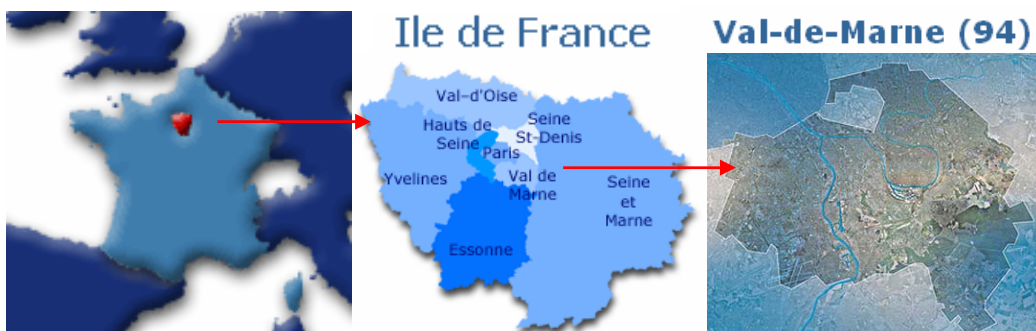 Ile de France
Val-d'Oise
Hauts de
Seine
Seine
St-Denis
Paris
Yvelines
Val de
Marne
Seine
et
Marne
Essonne
Val-de-Marne (94)